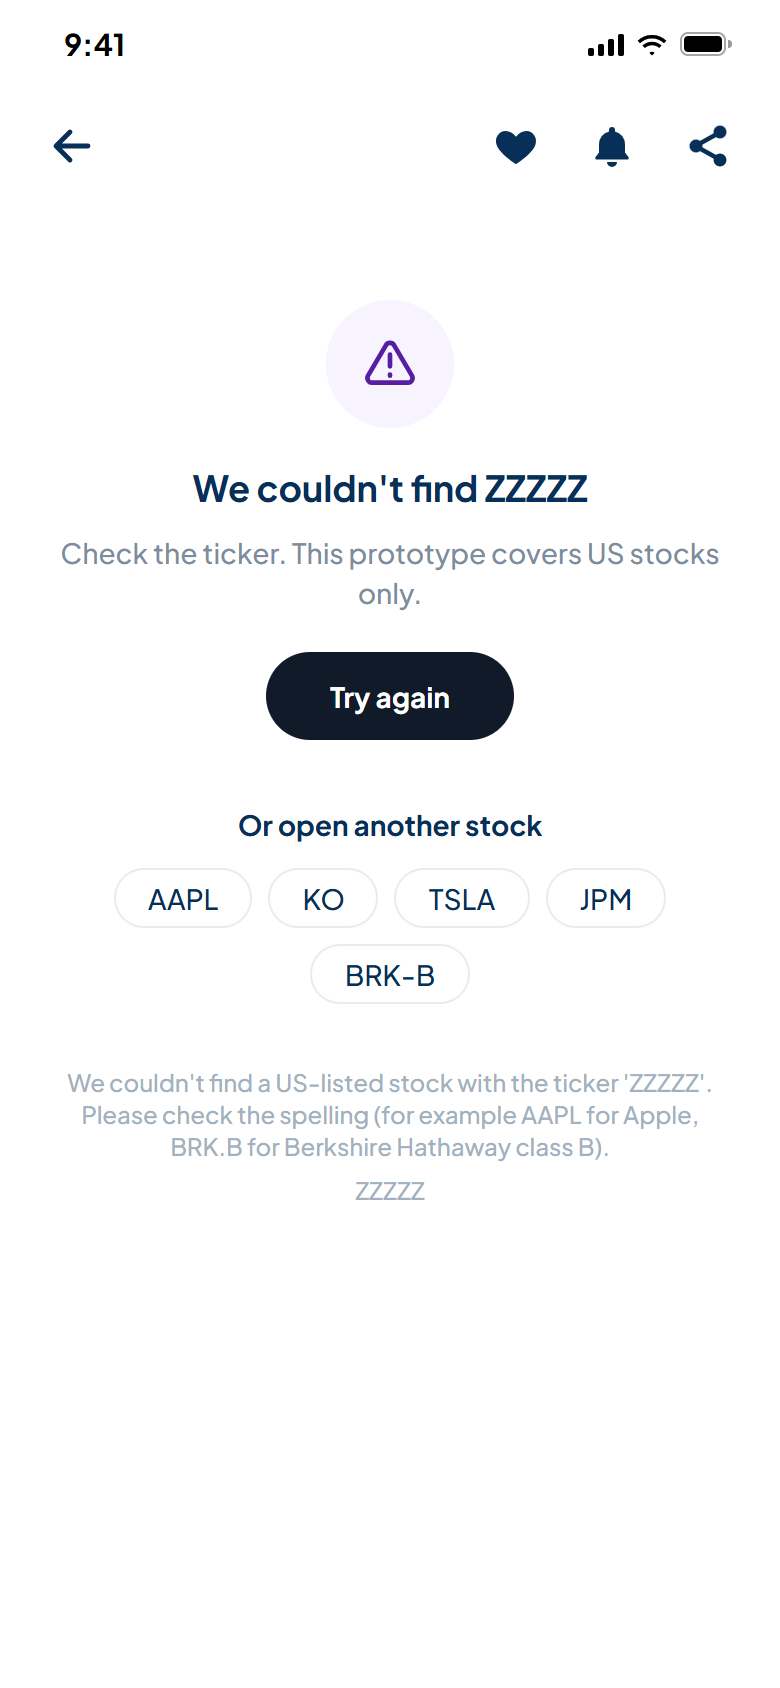 9:41
We couldn't find ZZZZZ
Check the ticker. This prototype covers US stocks
only.
Try again
Or open another stock
AAPL KO TSLA JPM
BRK-B
We couldn't find a US-listed stock with the ticker 'ZZZZZ'.
Please check the spelling (for example AAPL for Apple,
BRK.B for Berkshire Hathaway class B).
ZZZZZ